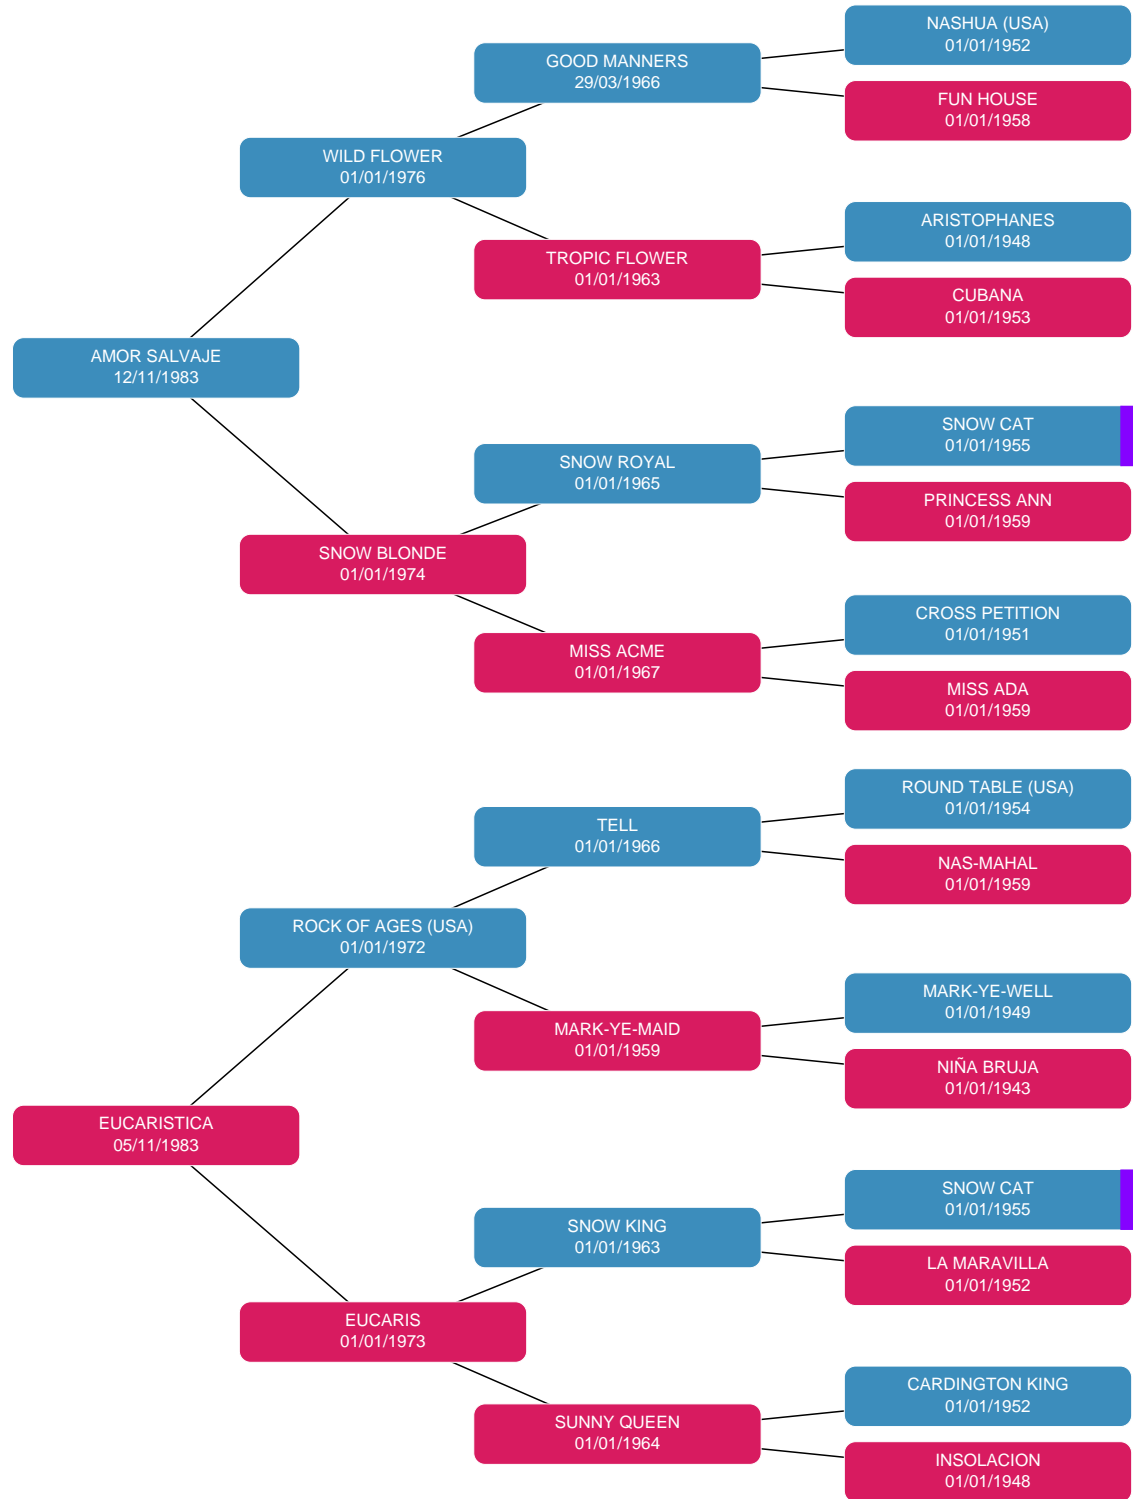 NASHUA (USA)
01/01/1952
GOOD MANNERS
29/03/1966
FUN HOUSE
01/01/1958
WILD FLOWER
01/01/1976
ARISTOPHANES
01/01/1948
TROPIC FLOWER
01/01/1963
CUBANA
01/01/1953
AMOR SALVAJE
12/11/1983
SNOW CAT
01/01/1955
SNOW ROYAL
01/01/1965
PRINCESS ANN
01/01/1959
SNOW BLONDE
01/01/1974
CROSS PETITION
01/01/1951
MISS ACME
01/01/1967
MISS ADA
01/01/1959
ROUND TABLE (USA)
01/01/1954
TELL
01/01/1966
NAS-MAHAL
01/01/1959
ROCK OF AGES (USA)
01/01/1972
MARK-YE-WELL
01/01/1949
MARK-YE-MAID
01/01/1959
NIÑA BRUJA
01/01/1943
EUCARISTICA
05/11/1983
SNOW CAT
01/01/1955
SNOW KING
01/01/1963
LA MARAVILLA
01/01/1952
EUCARIS
01/01/1973
CARDINGTON KING
01/01/1952
SUNNY QUEEN
01/01/1964
INSOLACION
01/01/1948